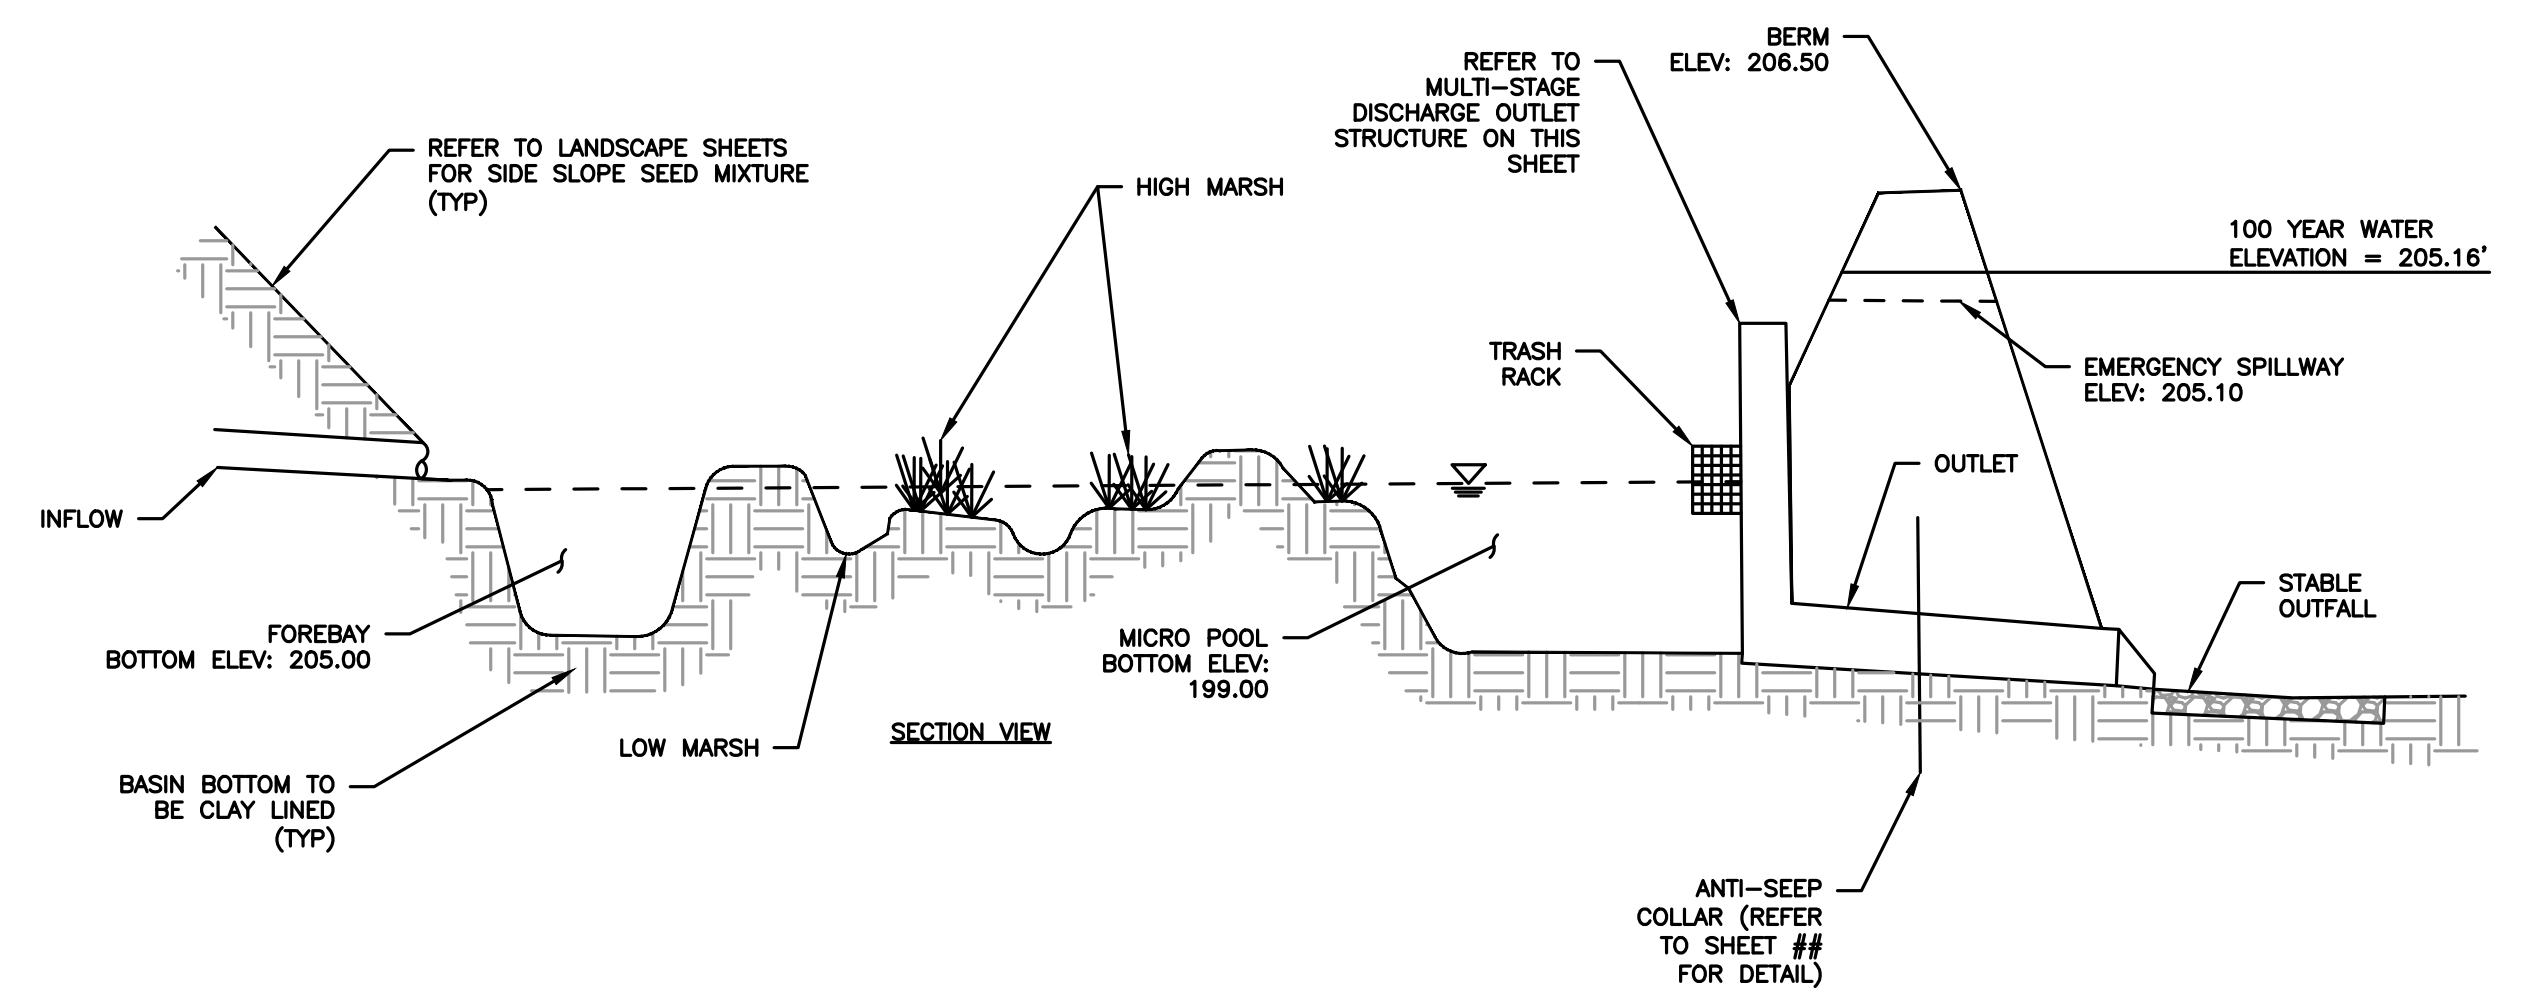 BERM
ELEV: 206.50
REFER TO
MULTI-STAGE
DISCHARGE OUTLET
STRUCTURE ON THIS
SHEET
REFER TO LANDSCAPE SHEETS
FOR SIDE SLOPE SEED MIXTURE
(TYP)
HIGH MARSH
100 YEAR WATER
ELEVATION = 205.16'
TRASH
RACK
EMERGENCY SPILLWAY
ELEV: 205.10
OUTLET
INFLOW
STABLE
OUTFALL
FOREBAY
BOTTOM ELEV: 205.00
MICRO POOL
BOTTOM ELEV:
199.00
LOW MARSH
SECTION VIEW
BASIN BOTTOM TO
BE CLAY LINED
(TYP)
ANTI-SEEP
COLLAR (REFER
TO SHEET ##
FOR DETAIL)